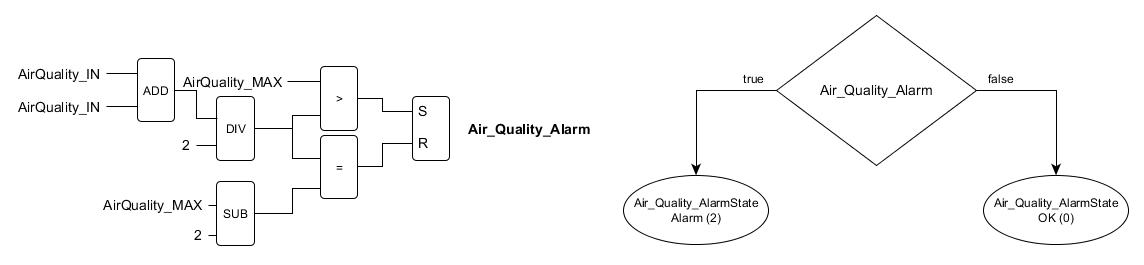 AirQuality_IN
AirQuality_IN
ADD
AirQuality_MAX
DIV
2
>
=
AirQuality_MAX
2
SUB
S
R
Air_Quality_Alarm
true
Air_Quality_Alarm
false
Air_Quality_AlarmState
Alarm (2)
Air_Quality_AlarmState
OK (0)